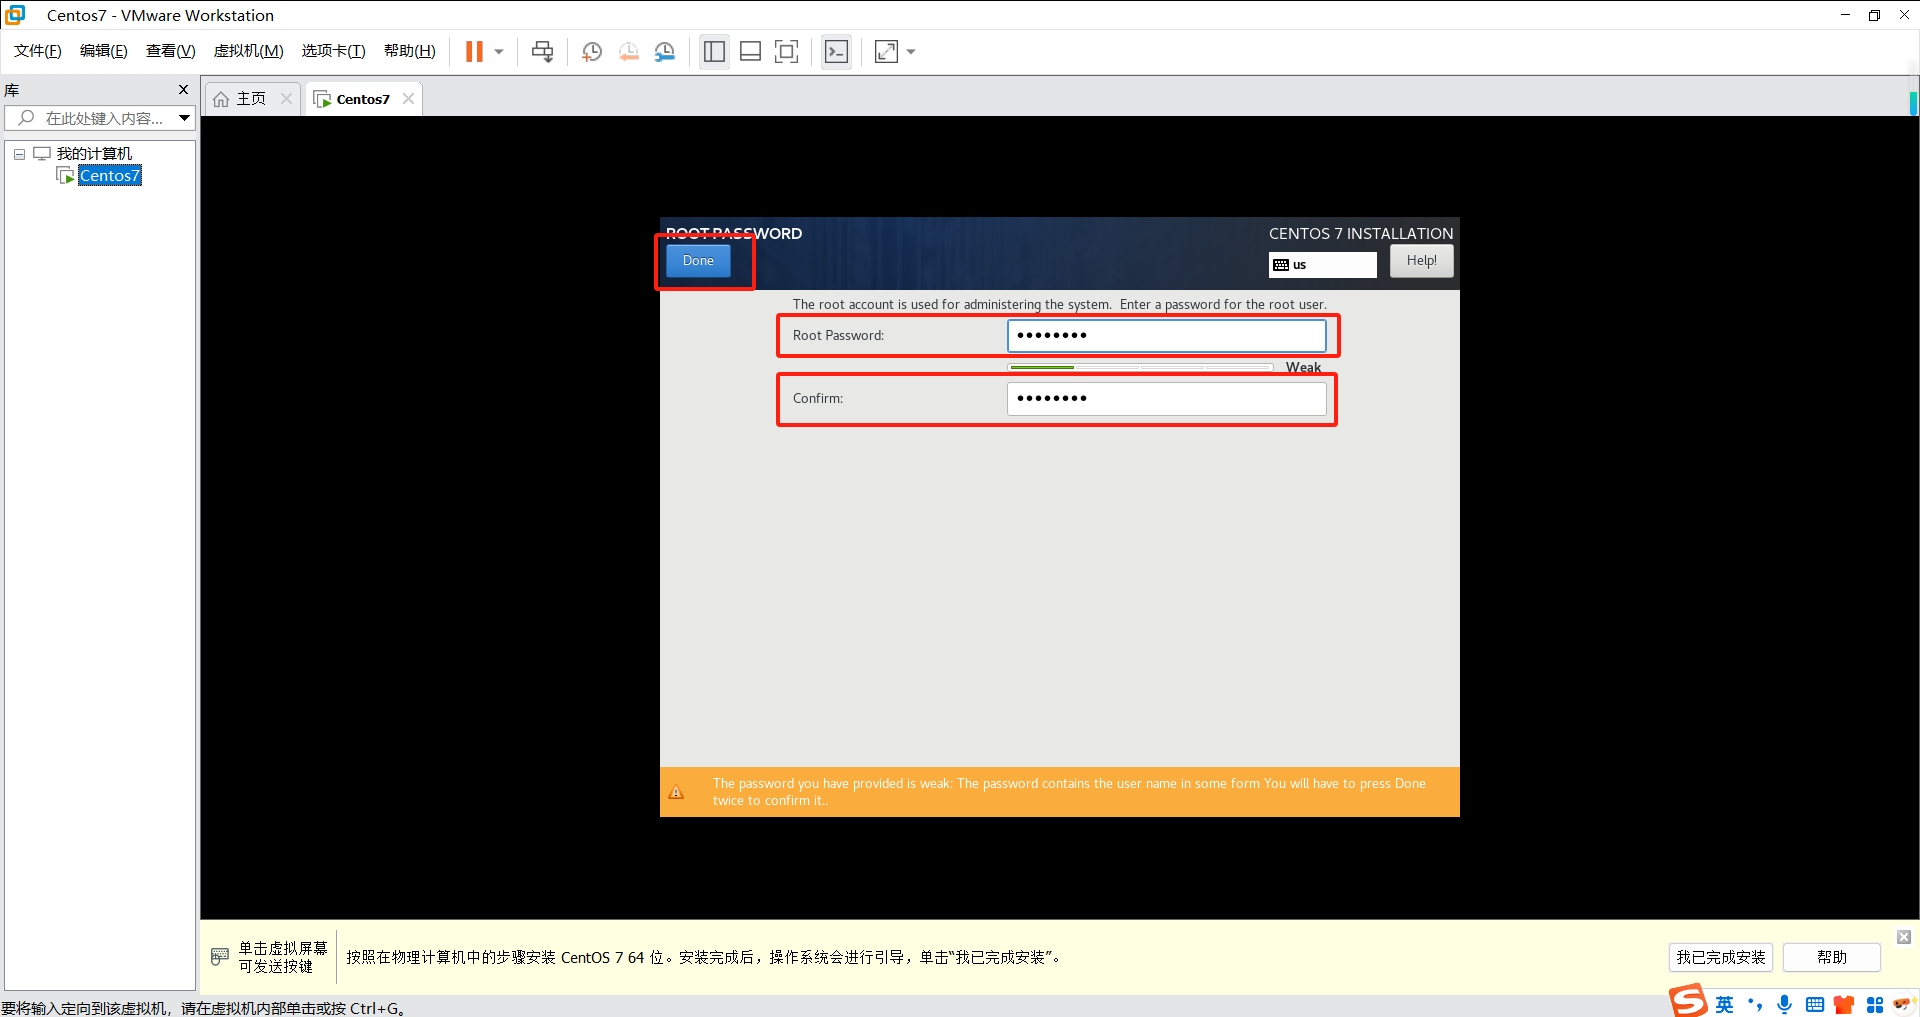 Centos7 - VMware Workstation
文件(F) 编辑(E) 查看(V) 虚拟机(M) 选项卡(T) 帮助(H)
库
主页
Centos7
在此处键入内容...
我的计算机
Centos7
ROOT PASSWORD
CENTOS 7 INSTALLATION
Done
us
Help!
The root account is used for administering the system. Enter a password for the root user.
Root Password:
Weak
Confirm:
The password you have provided is weak: The password contains the user name in some form You will have to press Done
twice to confirm it..
单击虚拟屏幕
可发送按键
按照在物理计算机中的步骤安装 CentOS 7 64 位。安装完成后，操作系统会进行引导，单击“我已完成安装”。
我已完成安装
帮助
要将输入定向到该虚拟机，请在虚拟机内部单击或按 Ctrl+G。
英